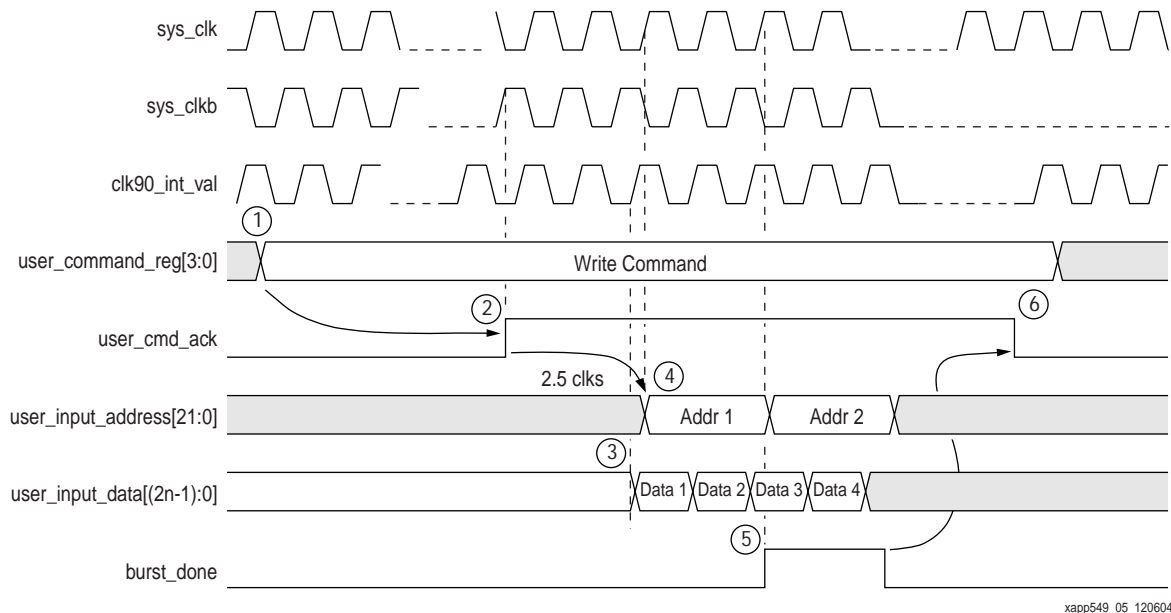 sys_clk
sys_clkb
clk90_int_val
1
user_command_reg[3:0]
Write Command
2
6
user_cmd_ack
2.5 clks
4
user_input_address[21:0]
Addr 1
Addr 2
3
user_input_data[(2n-1):0]
Data 1
Data 2
Data 3
Data 4
5
burst_done
xapp549_05_120604